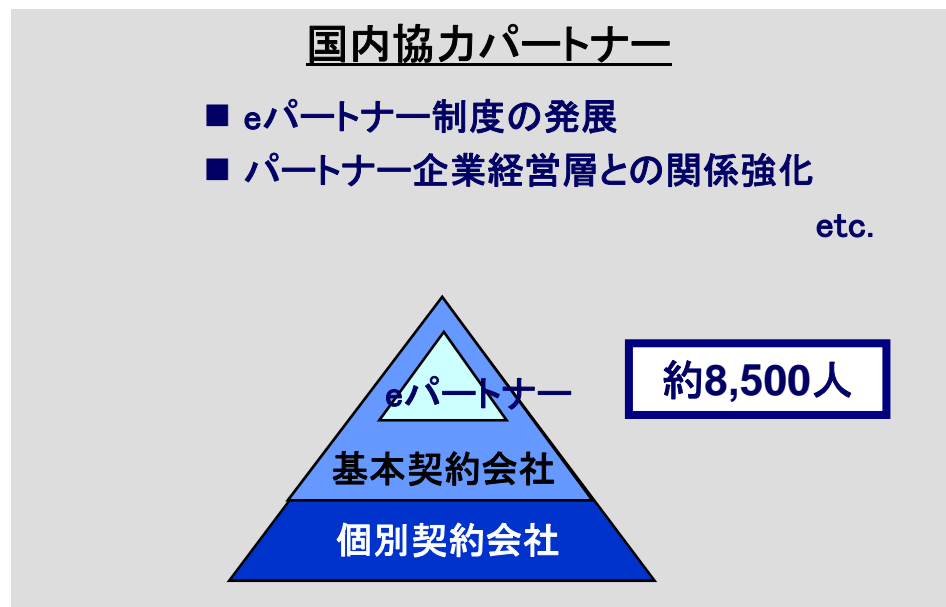 国内協力パートナー
■ eパートナー制度の発展
■ パートナー企業経営層との関係強化
etc.
eパートナー
約8,500人
基本契約会社
個別契約会社